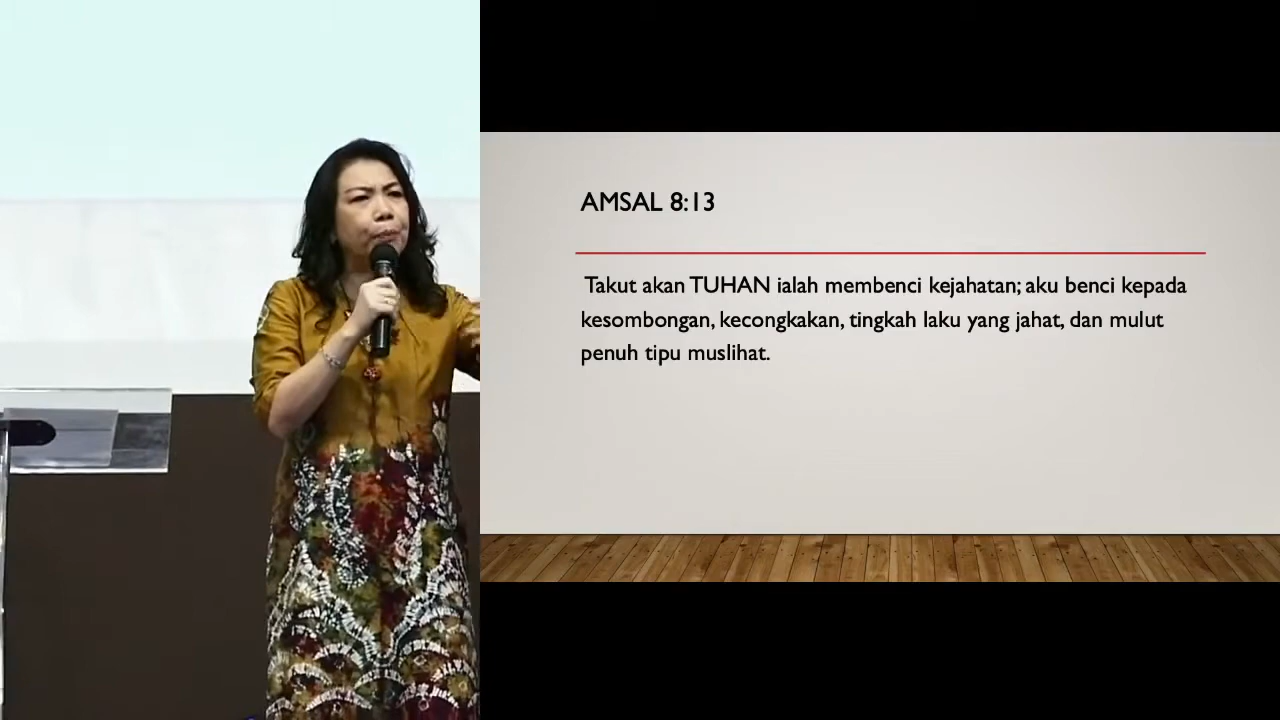 AMSAL 8:13
Takut akan TUHAN ialah membenci kejahatan; aku benci kepada
kesombongan, kecongkakan, tingkah laku yang jahat, dan mulut
penuh tipu muslihat.